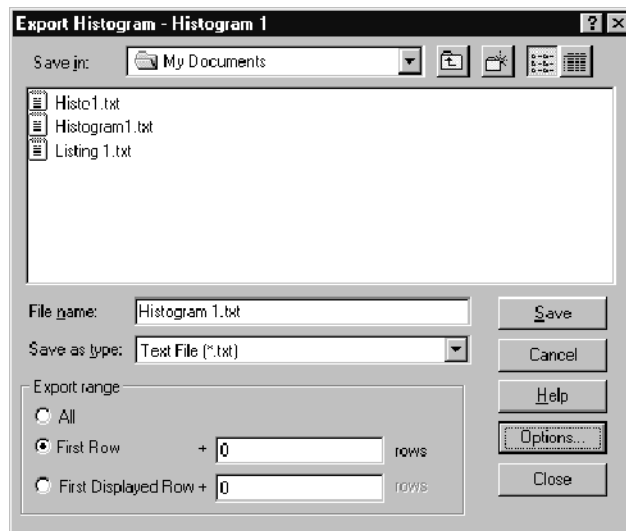 Export Histogram - Histogram 1
Save in:
My Documents
Histo1.txt
Histogram1.txt
Listing 1.txt
File name:
Histogram 1.txt
Save
Save as type:
Text File (*.txt)
Cancel
Export range
Help
All
First Row + 0 rows
Options...
First Displayed Row + 0 rows
Close